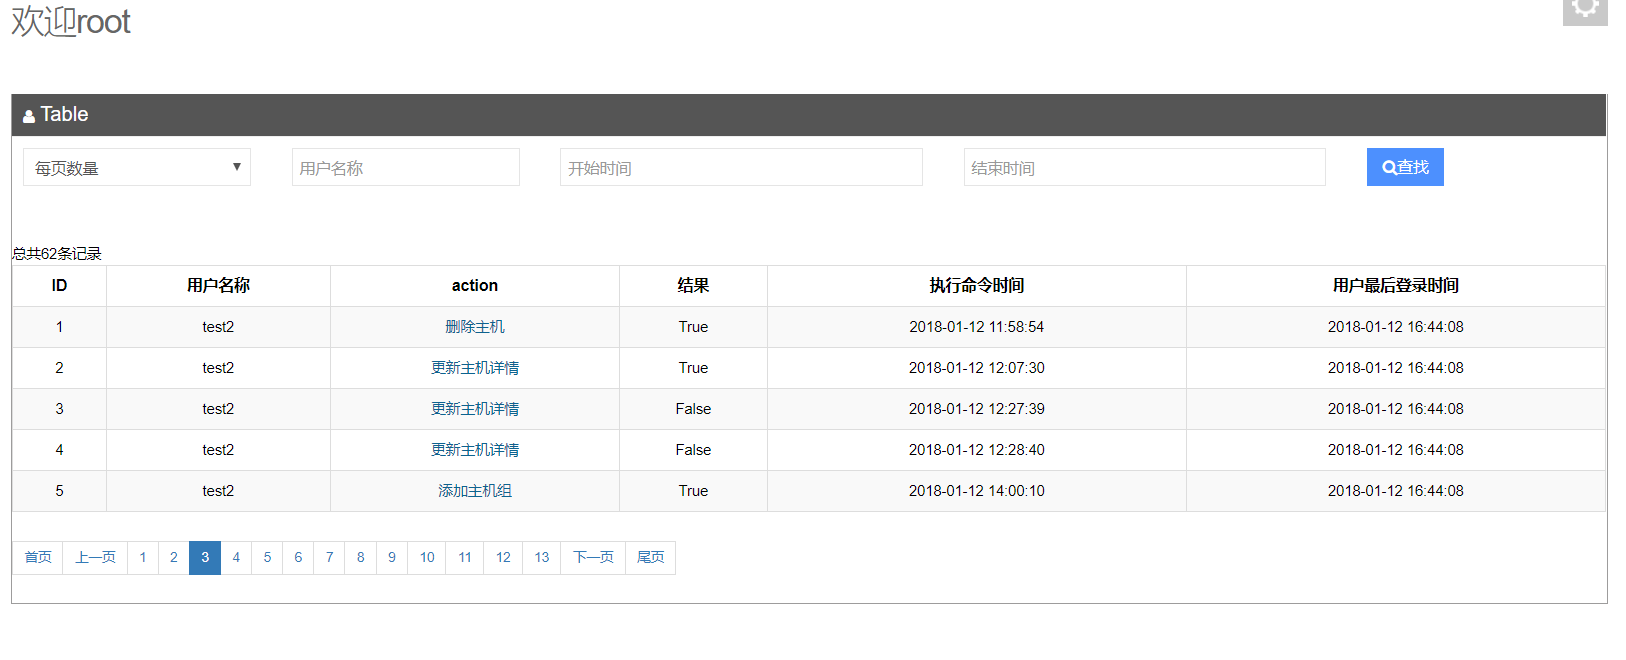 欢迎root
Table
每页数量 ▼ 用户名称 开始时间 结束时间 查找
总共62条记录
ID 用户名称 action 结果 执行命令时间 用户最后登录时间
1 test2 删除主机 True 2018-01-12 11:58:54 2018-01-12 16:44:08
2 test2 更新主机详情 True 2018-01-12 12:07:30 2018-01-12 16:44:08
3 test2 更新主机详情 False 2018-01-12 12:27:39 2018-01-12 16:44:08
4 test2 更新主机详情 False 2018-01-12 12:28:40 2018-01-12 16:44:08
5 test2 添加主机组 True 2018-01-12 14:00:10 2018-01-12 16:44:08
首页 上一页 1 2 3 4 5 6 7 8 9 10 11 12 13 下一页 尾页